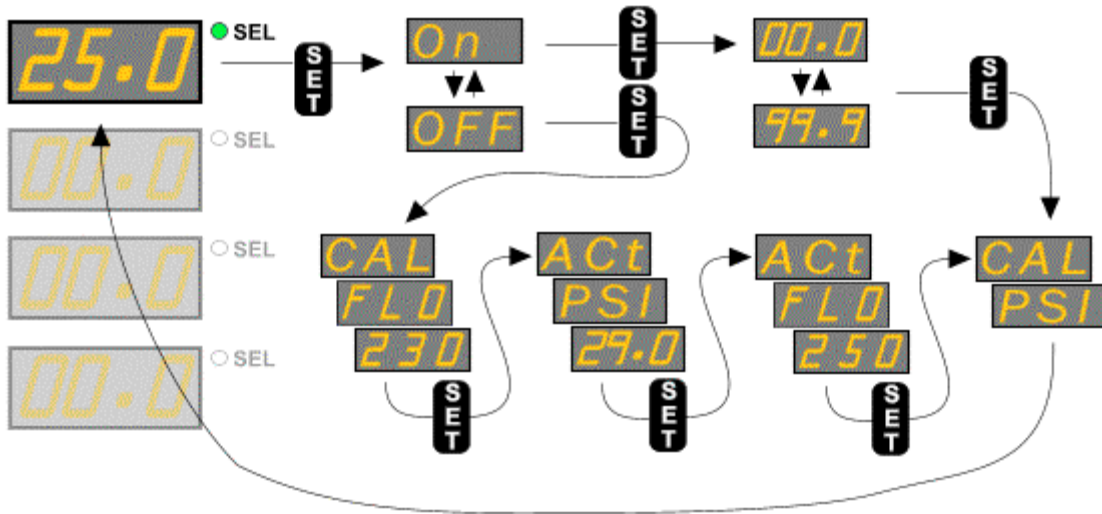 25.0
SEL
SET
On
OFF
SET
SET
00.0
99.9
SET
00.0
SEL
00.0
SEL
00.0
SEL
CAL
FLO
230
SET
ACt
PSI
29.0
SET
ACt
FLO
250
SET
CAL
PSI